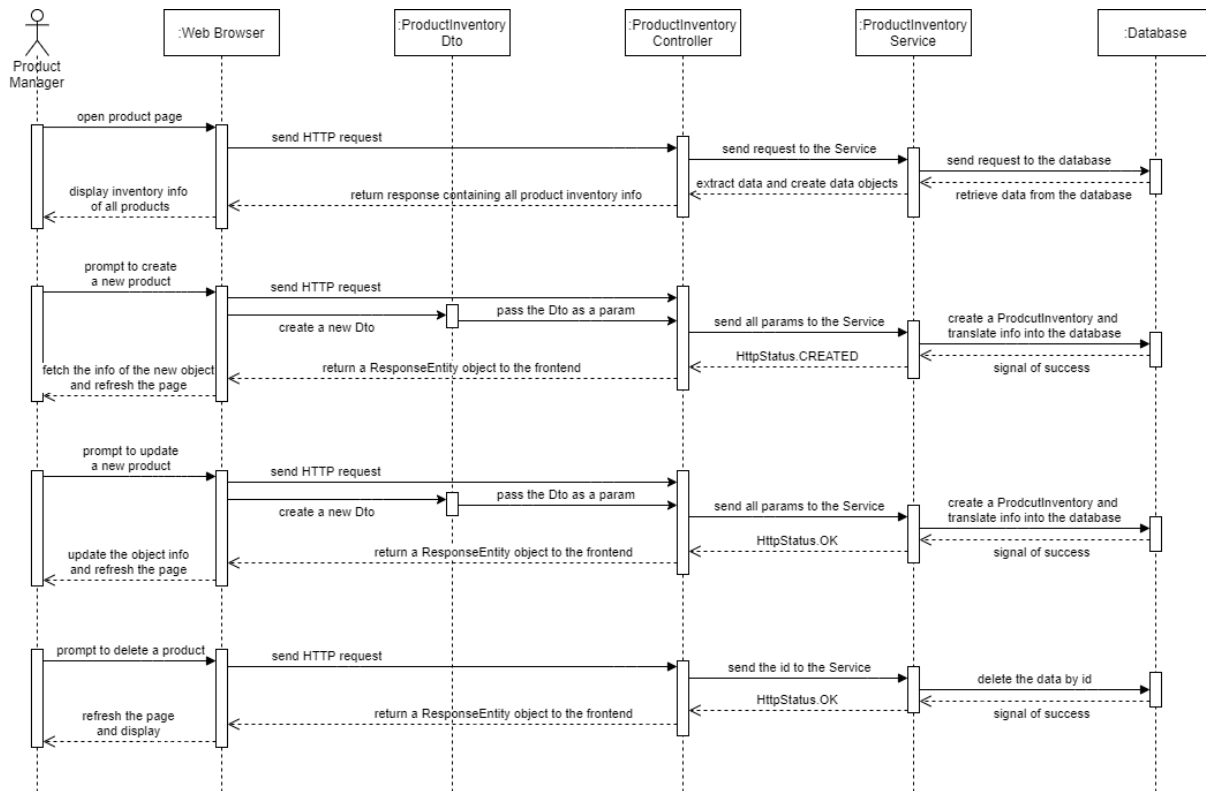 Product
Manager
:Web Browser
:ProductInventory
Dto
:ProductInventory
Controller
:ProductInventory
Service
:Database
open product page
send HTTP request
send request to the Service
send request to the database
display inventory info
of all products
return response containing all product inventory info
extract data and create data objects
retrieve data from the database
prompt to create
a new product
send HTTP request
create a new Dto
pass the Dto as a param
send all params to the Service
create a ProdcutInventory and
translate info into the database
fetch the info of the new object
and refresh the page
return a ResponseEntity object to the frontend
HttpStatus.CREATED
signal of success
prompt to update
a new product
send HTTP request
create a new Dto
pass the Dto as a param
send all params to the Service
create a ProdcutInventory and
translate info into the database
update the object info
and refresh the page
return a ResponseEntity object to the frontend
HttpStatus.OK
signal of success
prompt to delete a product
send HTTP request
send the id to the Service
delete the data by id
refresh the page
and display
return a ResponseEntity object to the frontend
HttpStatus.OK
signal of success